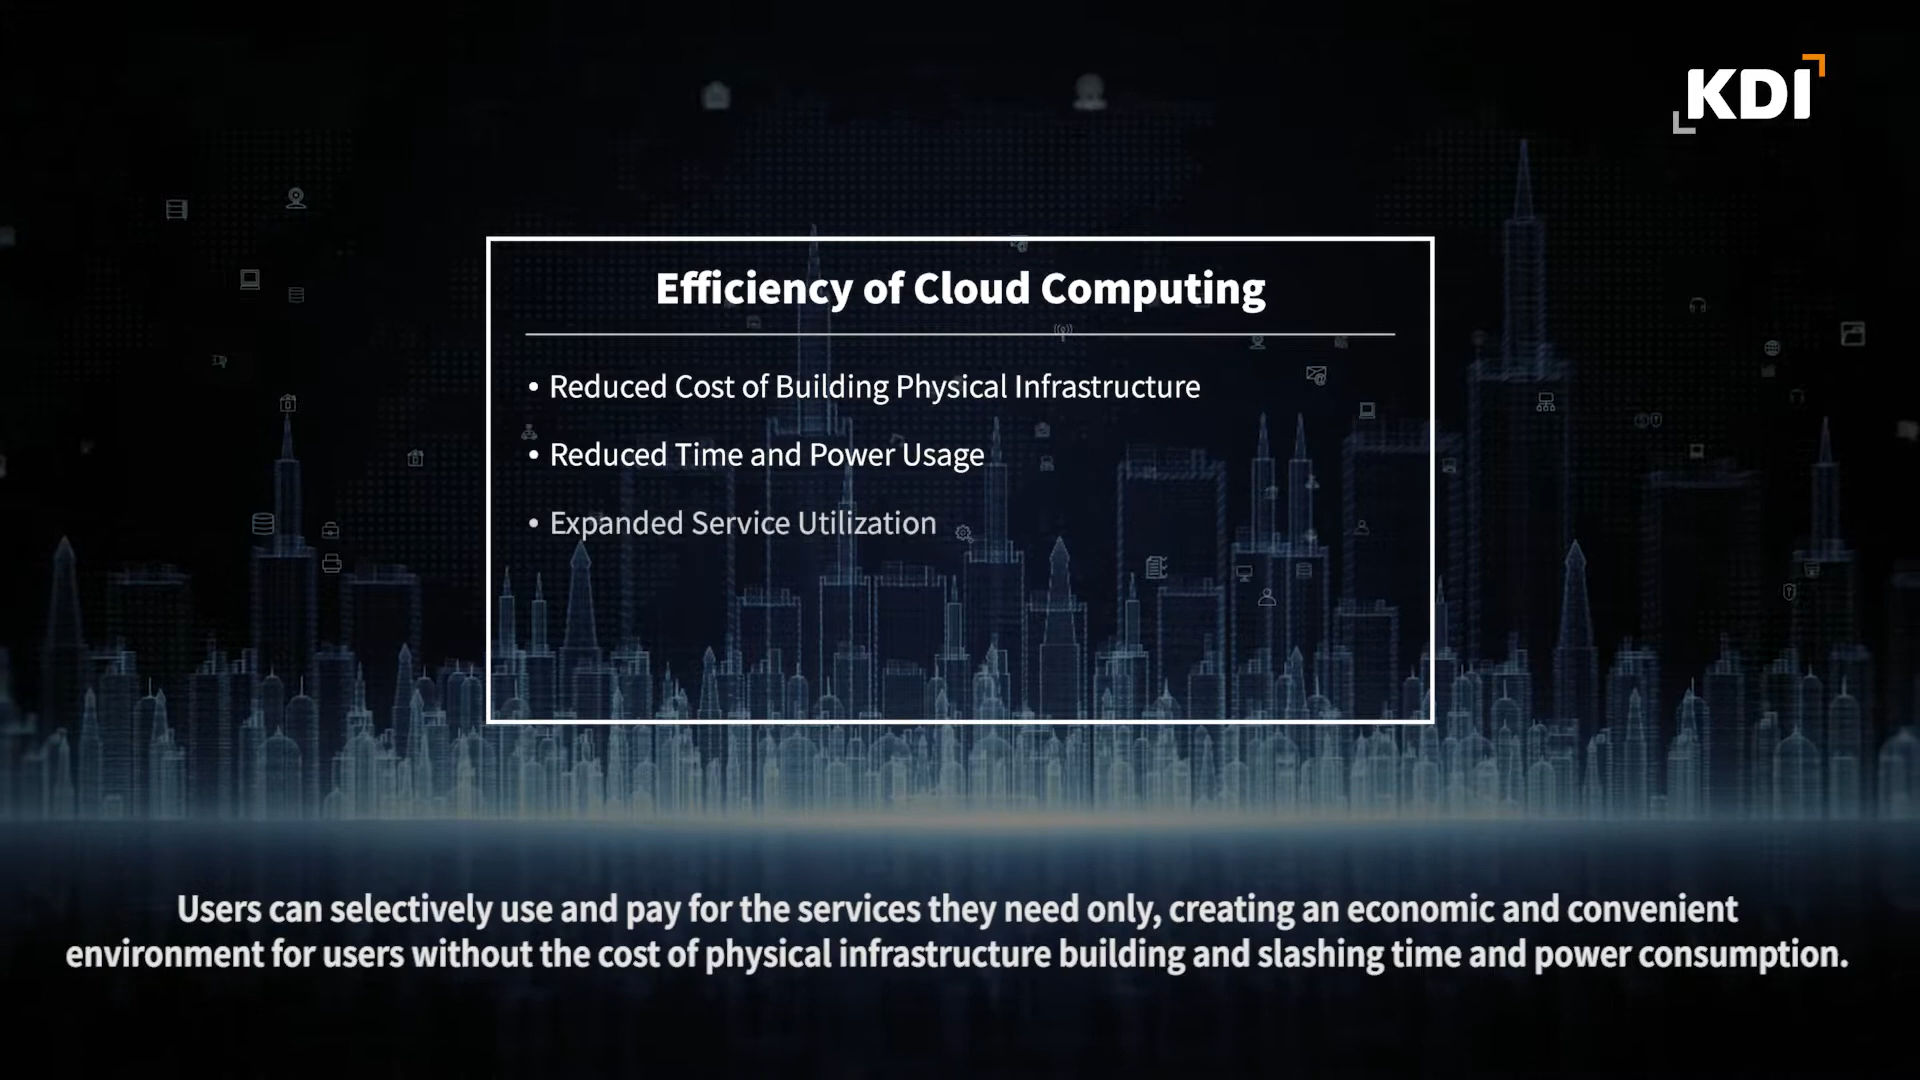 KDI
Efficiency of Cloud Computing
• Reduced Cost of Building Physical Infrastructure
• Reduced Time and Power Usage
• Expanded Service Utilization
Users can selectively use and pay for the services they need only, creating an economic and convenient
environment for users without the cost of physical infrastructure building and slashing time and power consumption.